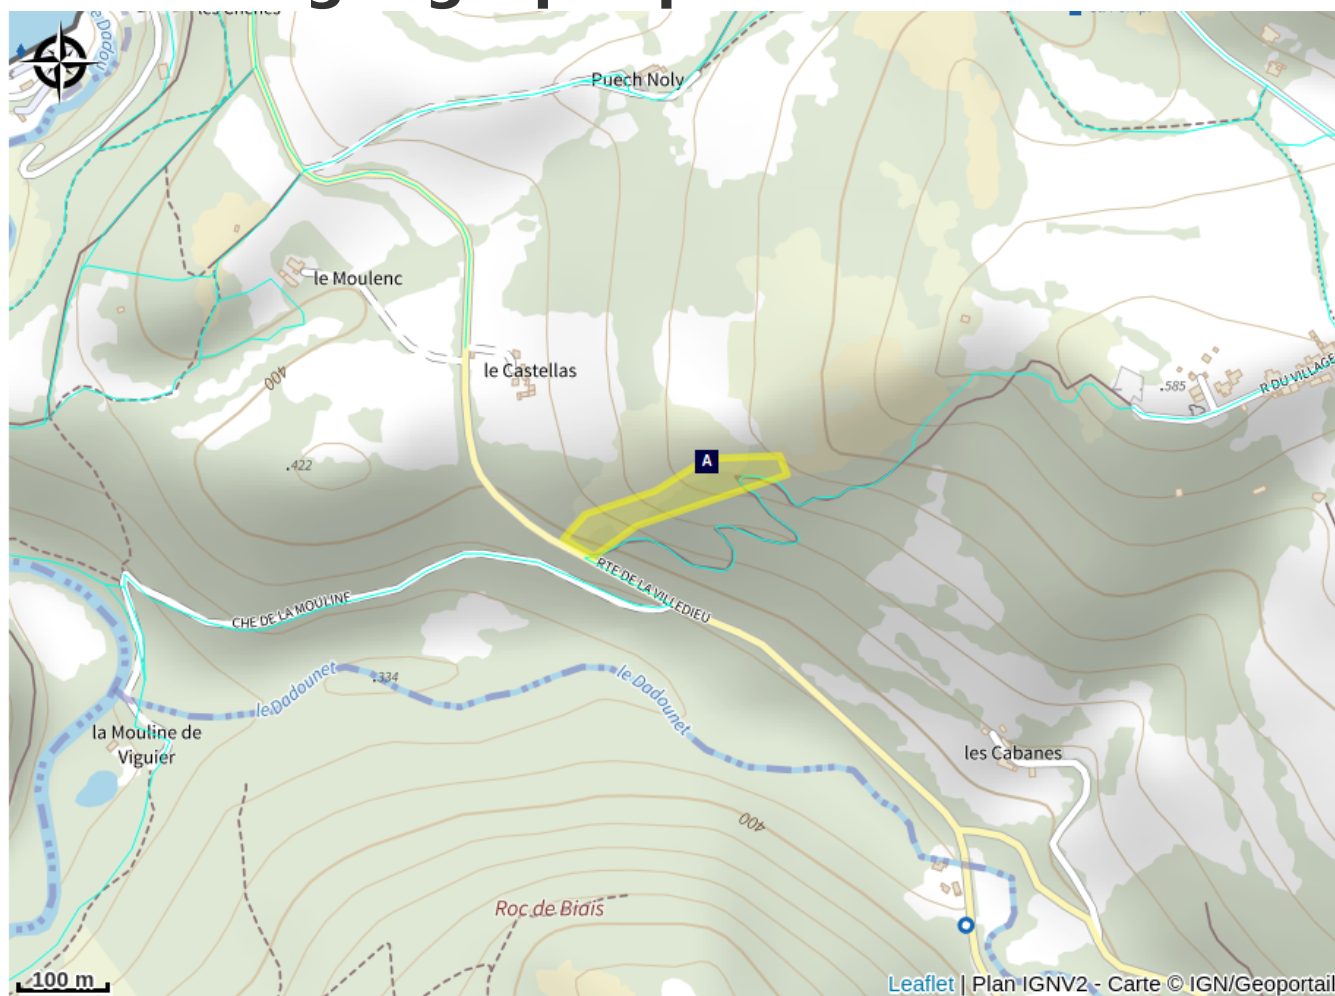 Puech Noly
le Moulenc
le Castellas
400
.422
.585
R DU VILLAGE
A
RTE DE LA VILLEDIEU
CHE DE LA MOULINE
.334
le Dadounet
le Dadounet
la Mouline de
Viguier
les Cabanes
400
Roc de Biais
100 m
Leaflet | Plan IGNV2 - Carte © IGN/Geoportail